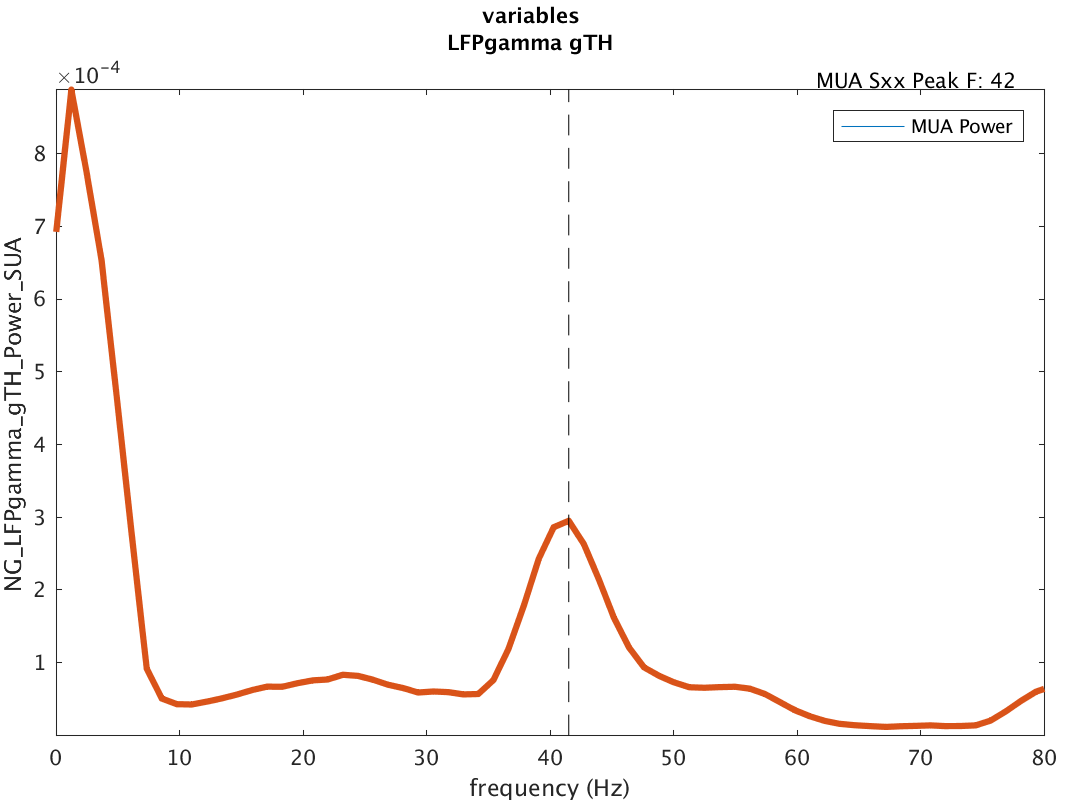 variables
LFPgamma gTH
×10⁻⁴
MUA Sxx Peak F: 42
MUA Power
8
7
6
5
4
3
2
1
NG_LFPgamma_gTH_Power_SUA
0 10 20 30 40 50 60 70 80
frequency (Hz)